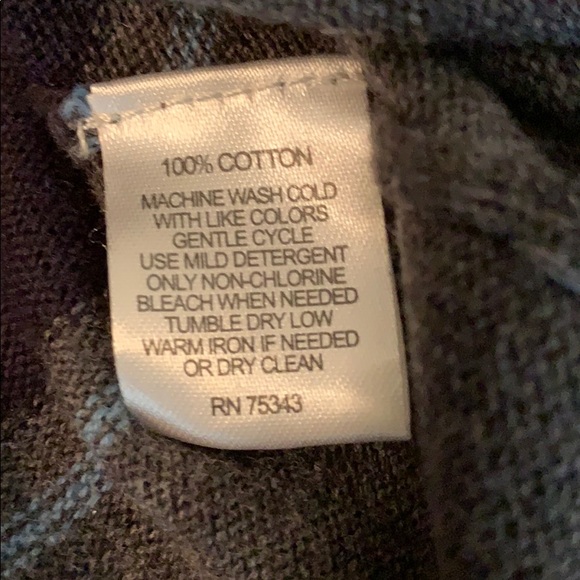 100% COTTON
MACHINE WASH COLD
WITH LIKE COLORS
GENTLE CYCLE
USE MILD DETERGENT
ONLY NON-CHLORINE
BLEACH WHEN NEEDED
TUMBLE DRY LOW
WARM IRON IF NEEDED
OR DRY CLEAN
RN 75343